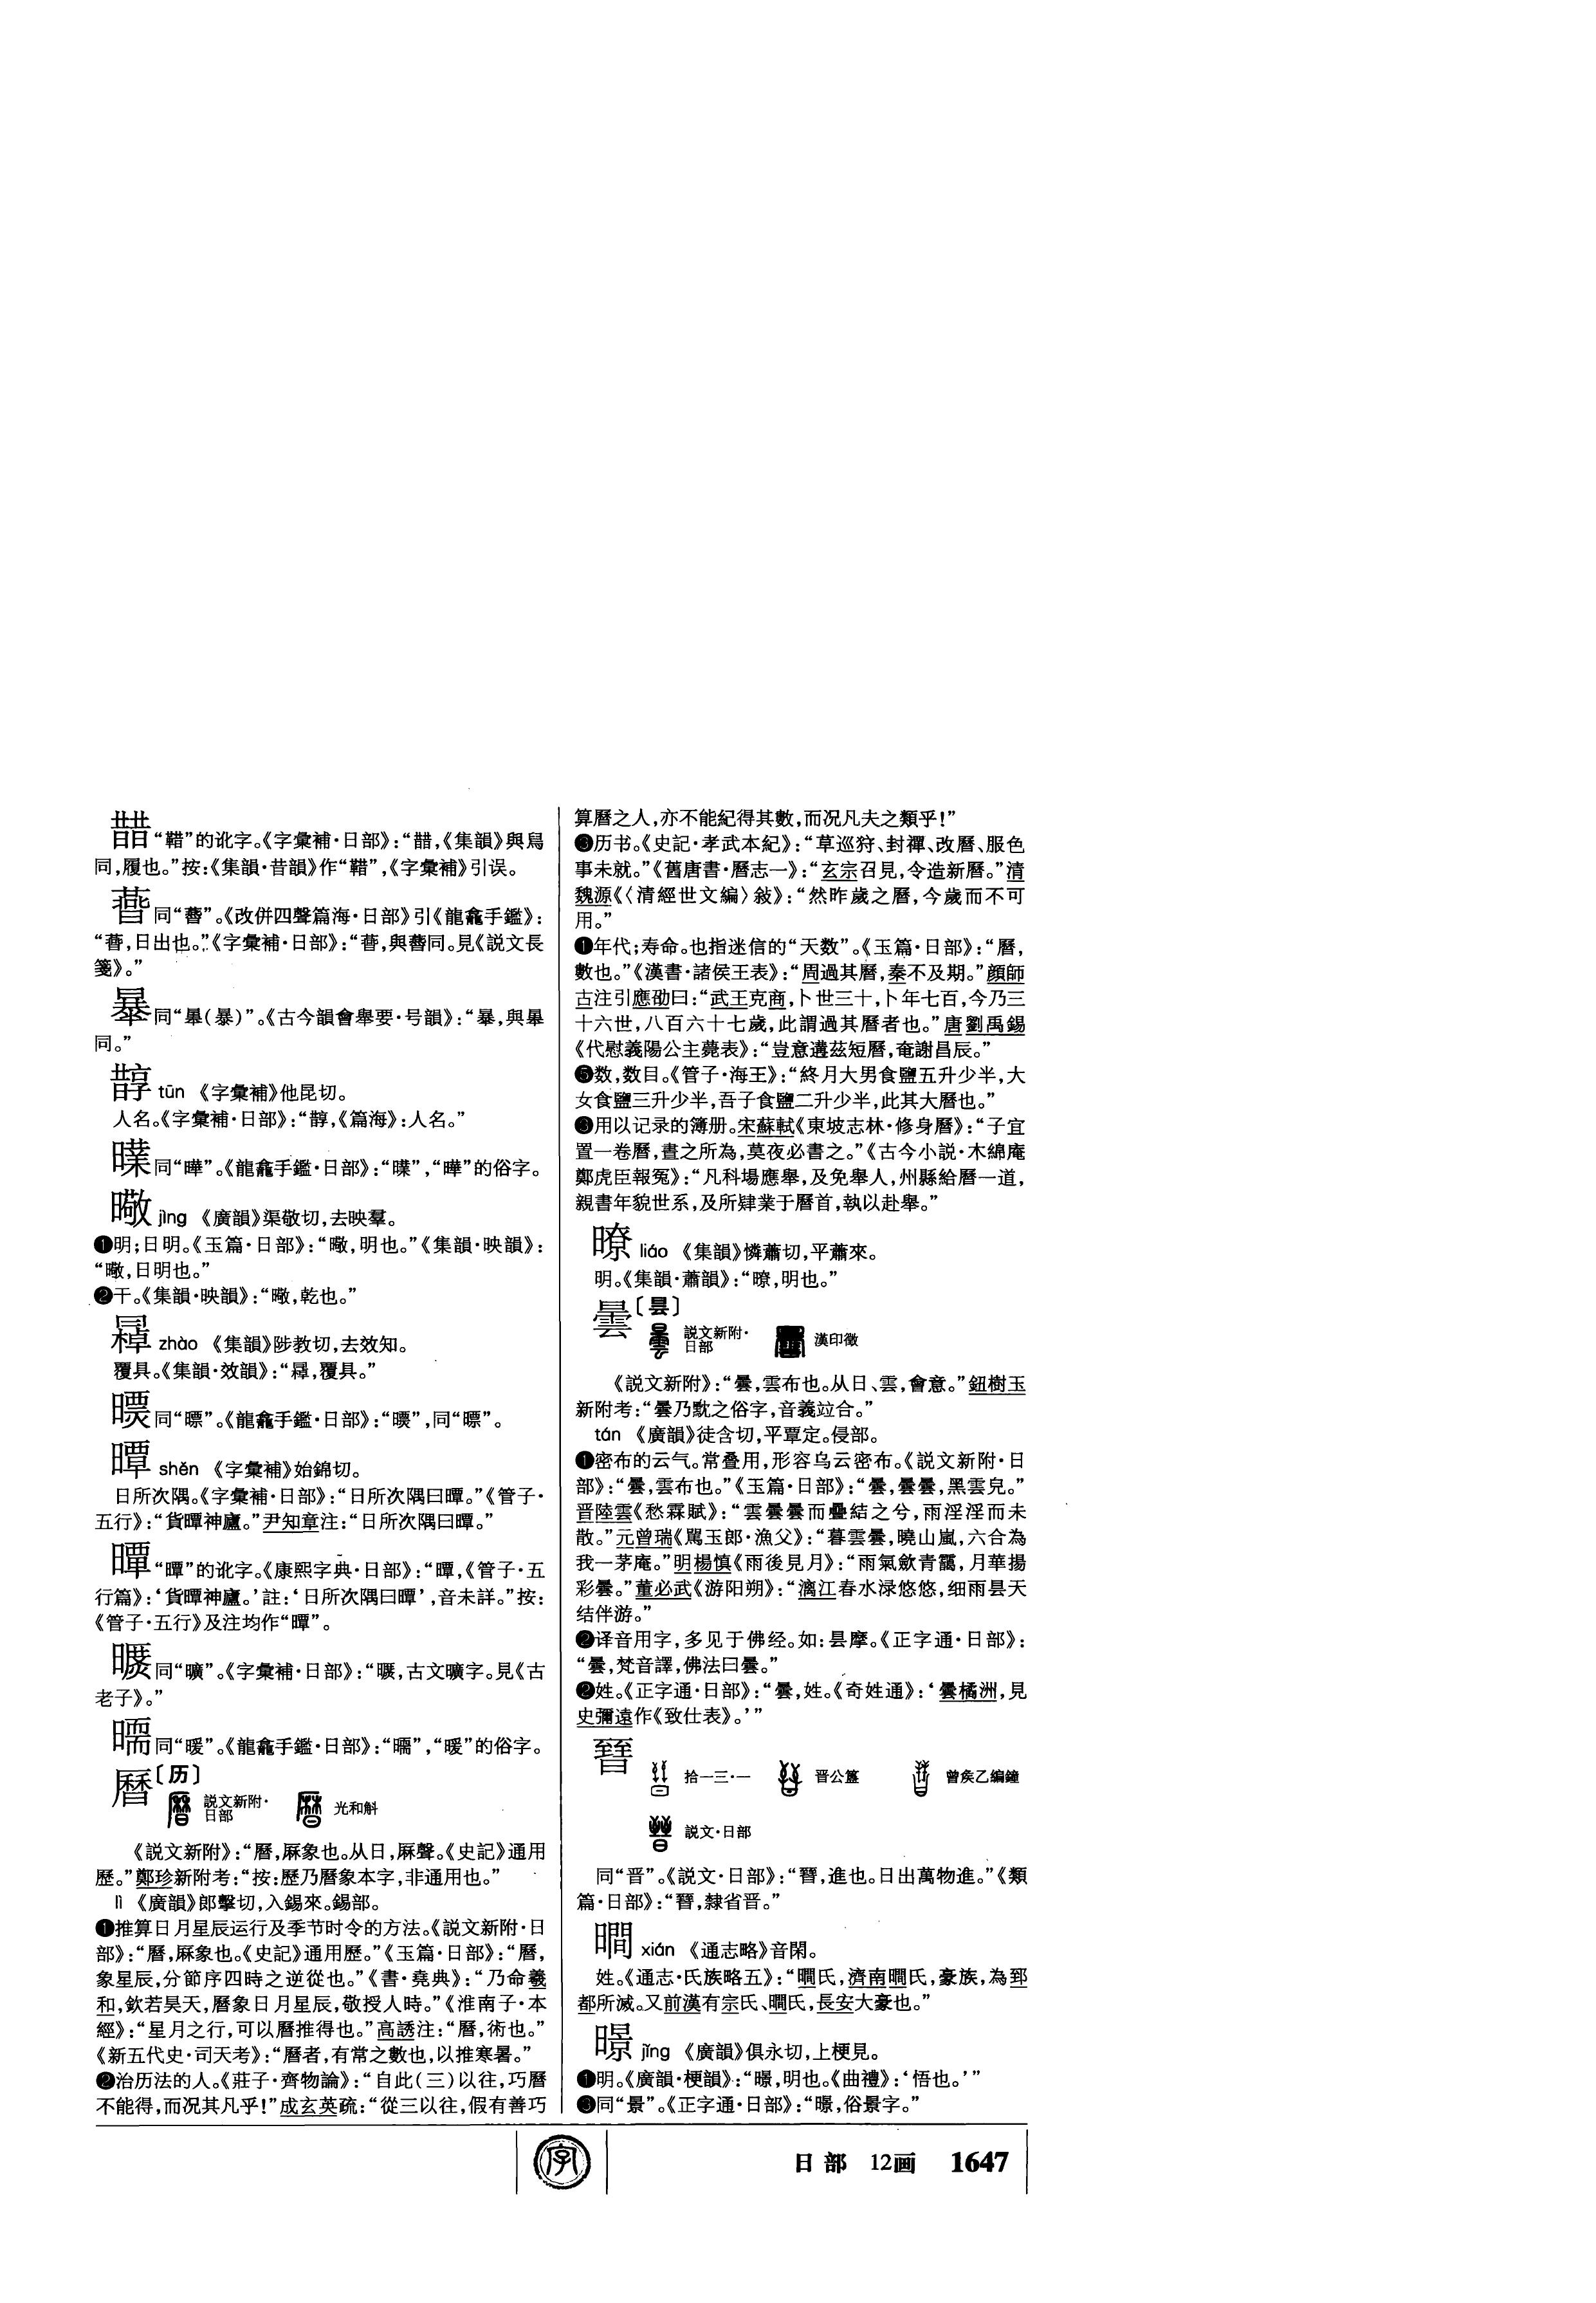 “䩞”的讹字。《字彙補·日部》：“，《集韻》與舄
同，履也。”按：《集韻·昔韻》作“䩞”，《字彙補》引误。
同“”。《改併四聲篇海·日部》引《龍龕手鑑》：
“，日出也。”《字彙補·日部》：“，與同。見《説文長
箋》。”
同“㬥（暴）”。《古今韻會舉要·号韻》：“，與㬥
同。”
tūn 《字彙補》他昆切。
人名。《字彙補·日部》：“，《篇海》：人名。”
同“曄”。《龍龕手鑑·日部》：“”，“曄”的俗字。
曔 jìng 《廣韻》渠敬切，去映羣。
❶明；日明。《玉篇·日部》：“曔，明也。”《集韻·映韻》：
“曔，日明也。”
❷干。《集韻·映韻》：“曔，乾也。”
zhào 《集韻》陟教切，去效知。
覆具。《集韻·效韻》：“，覆具。”
同“㬓”。《龍龕手鑑·日部》：“”，同“㬓”。
shěn 《字彙補》始錦切。
日所次隅。《字彙補·日部》：“日所次隅曰。”《管子·
五行》：“貨神廬。”尹知章注：“日所次隅曰。”
“”的讹字。《康熙字典·日部》：“，《管子·五
行篇》：‘貨神廬。’註：‘日所次隅曰’，音未詳。”按：
《管子·五行》及注均作“”。
同“曠”。《字彙補·日部》：“，古文曠字。見《古
老子》。”
同“暖”。《龍龕手鑑·日部》：“”，“暖”的俗字。
曆〔历〕
説文新附·日部 光和斛
《説文新附》：“曆，厤象也。从日，厤聲。《史記》通用
歷。”鄭珍新附考：“按：歷乃曆象本字，非通用也。”
lì 《廣韻》郎擊切，入錫來。錫部。
❶推算日月星辰运行及季节时令的方法。《説文新附·日
部》：“曆，厤象也。《史記》通用歷。”《玉篇·日部》：“曆，
象星辰，分節序四時之逆從也。”《書·堯典》：“乃命羲
和，欽若昊天，曆象日月星辰，敬授人時。”《淮南子·本
經》：“星月之行，可以曆推得也。”高誘注：“曆，術也。”
《新五代史·司天考》：“曆者，有常之數也，以推寒暑。”
❷治历法的人。《莊子·齊物論》：“自此（三）以往，巧曆
不能得，而况其凡乎！”成玄英疏：“從三以往，假有善巧
算曆之人，亦不能紀得其數，而况凡夫之類乎！”
❸历书。《史記·孝武本紀》：“草巡狩、封禪、改曆、服色
事未就。”《舊唐書·曆志一》：“玄宗召見，令造新曆。”清
魏源《〈清經世文編〉敍》：“然昨歲之曆，今歲而不可
用。”
❶年代；寿命。也指迷信的“天数”。《玉篇·日部》：“曆，
數也。”《漢書·諸侯王表》：“周過其曆，秦不及期。”顔師
古注引應劭曰：“武王克商，卜世三十，卜年七百，今乃三
十六世，八百六十七歲，此謂過其曆者也。”唐劉禹錫
《代慰義陽公主薨表》：“豈意遘茲短曆，奄謝昌辰。”
❺数，数目。《管子·海王》：“終月大男食鹽五升少半，大
女食鹽三升少半，吾子食鹽二升少半，此其大曆也。”
❸用以记录的簿册。宋蘇軾《東坡志林·修身曆》：“子宜
置一卷曆，晝之所為，莫夜必書之。”《古今小説·木綿庵
鄭虎臣報冤》：“凡科場應舉，及免舉人，州縣給曆一道，
親書年貌世系，及所肄業于曆首，執以赴舉。”
暸 liáo 《集韻》憐蕭切，平蕭來。
明。《集韻·蕭韻》：“暸，明也。”
曇〔昙〕
説文新附·日部 漢印徵
《説文新附》：“曇，雲布也。从日、雲，會意。”鈕樹玉
新附考：“曇乃黕之俗字，音義竝合。”
tán 《廣韻》徒含切，平覃定。侵部。
❶密布的云气。常叠用，形容乌云密布。《説文新附·日
部》：“曇，雲布也。”《玉篇·日部》：“曇，曇曇，黑雲皃。”
晋陸雲《愁霖賦》：“雲曇曇而疊結之兮，雨淫淫而未
散。”元曾瑞《駡玉郎·漁父》：“暮雲曇，曉山嵐，六合為
我一茅庵。”明楊慎《雨後見月》：“雨氣斂青靄，月華揚
彩曇。”董必武《游阳朔》：“漓江春水渌悠悠，细雨昙天
结伴游。”
❷译音用字，多见于佛经。如：昙摩。《正字通·日部》：
“曇，梵音譯，佛法曰曇。”
❷姓。《正字通·日部》：“曇，姓。《奇姓通》：‘曇橘洲，見
史彌遠作《致仕表》。’”
㬜
拾一三·一 晋公𥂴 曾矦乙編鐘
説文·日部
同“晋”。《説文·日部》：“㬜，進也。日出萬物進。”《類
篇·日部》：“㬜，隸省晋。”
瞷 xián 《通志略》音閑。
姓。《通志·氏族略五》：“瞷氏，濟南瞷氏，豪族，為郅
都所滅。又前漢有宗氏、瞷氏，長安大豪也。”
暻 jǐng 《廣韻》俱永切，上梗見。
❶明。《廣韻·梗韻》：“暻，明也。《曲禮》：‘悟也。’”
❸同“景”。《正字通·日部》：“暻，俗景字。”
字 日部 12画 1647